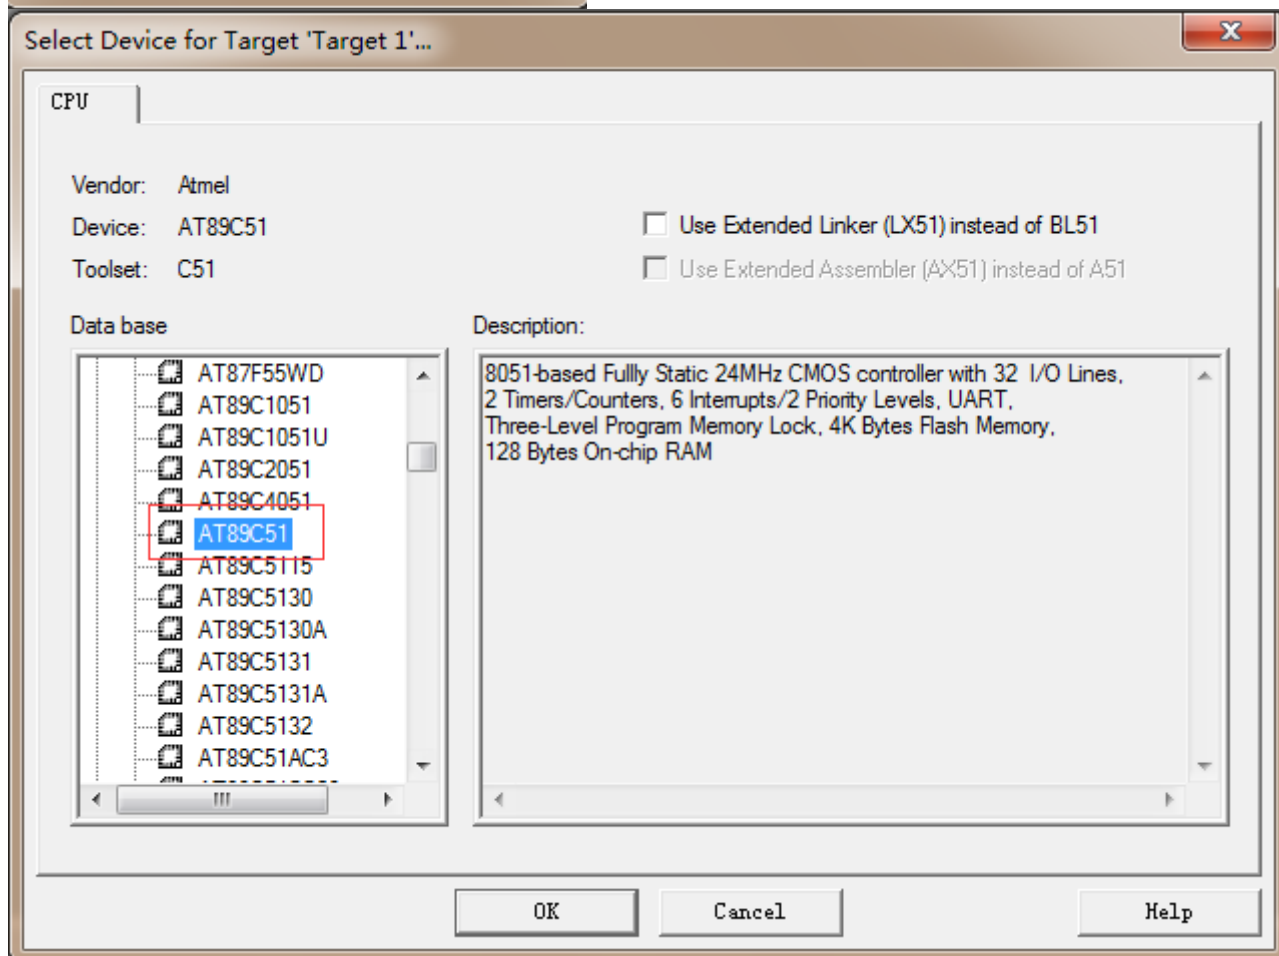 Select Device for Target 'Target 1'...
CPU
Vendor: Atmel
Device: AT89C51
Toolset: C51
Use Extended Linker (LX51) instead of BL51
Use Extended Assembler (AX51) instead of A51
Data base
AT87F55WD
AT89C1051
AT89C1051U
AT89C2051
AT89C4051
AT89C51
AT89C5115
AT89C5130
AT89C5130A
AT89C5131
AT89C5131A
AT89C5132
AT89C51AC3
Description:
8051-based Fullly Static 24MHz CMOS controller with 32 I/O Lines,
2 Timers/Counters, 6 Interrupts/2 Priority Levels, UART,
Three-Level Program Memory Lock, 4K Bytes Flash Memory,
128 Bytes On-chip RAM
OK
Cancel
Help